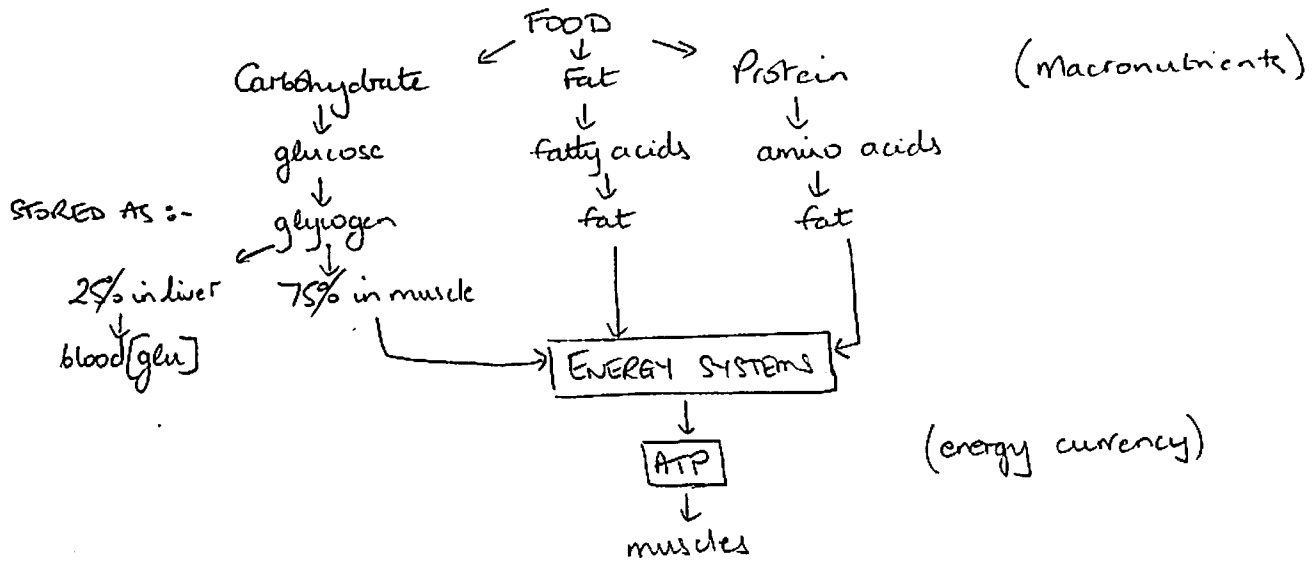 FOOD
Carbohydrate Fat Protein (Macronutrients)
glucose fatty acids amino acids
STORED AS :- glycogen fat fat
25% in liver 75% in muscle
blood [glu]
ENERGY SYSTEMS
ATP (energy currency)
muscles